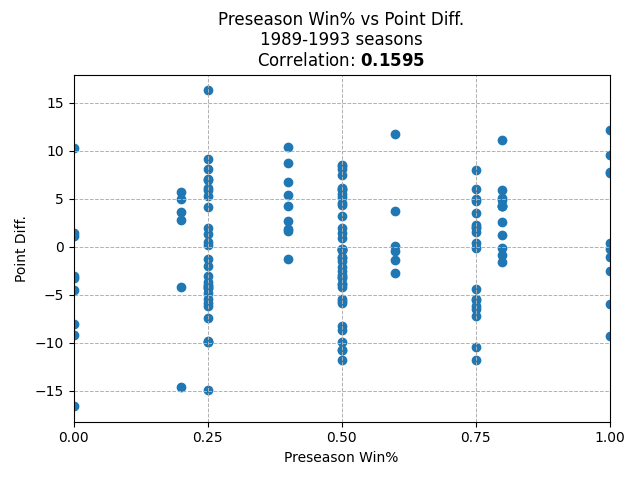 Preseason Win% vs Point Diff.
1989-1993 seasons
Correlation: 0.1595
Point Diff.
15
10
5
0
−5
−10
−15
0.00 0.25 0.50 0.75 1.00
Preseason Win%